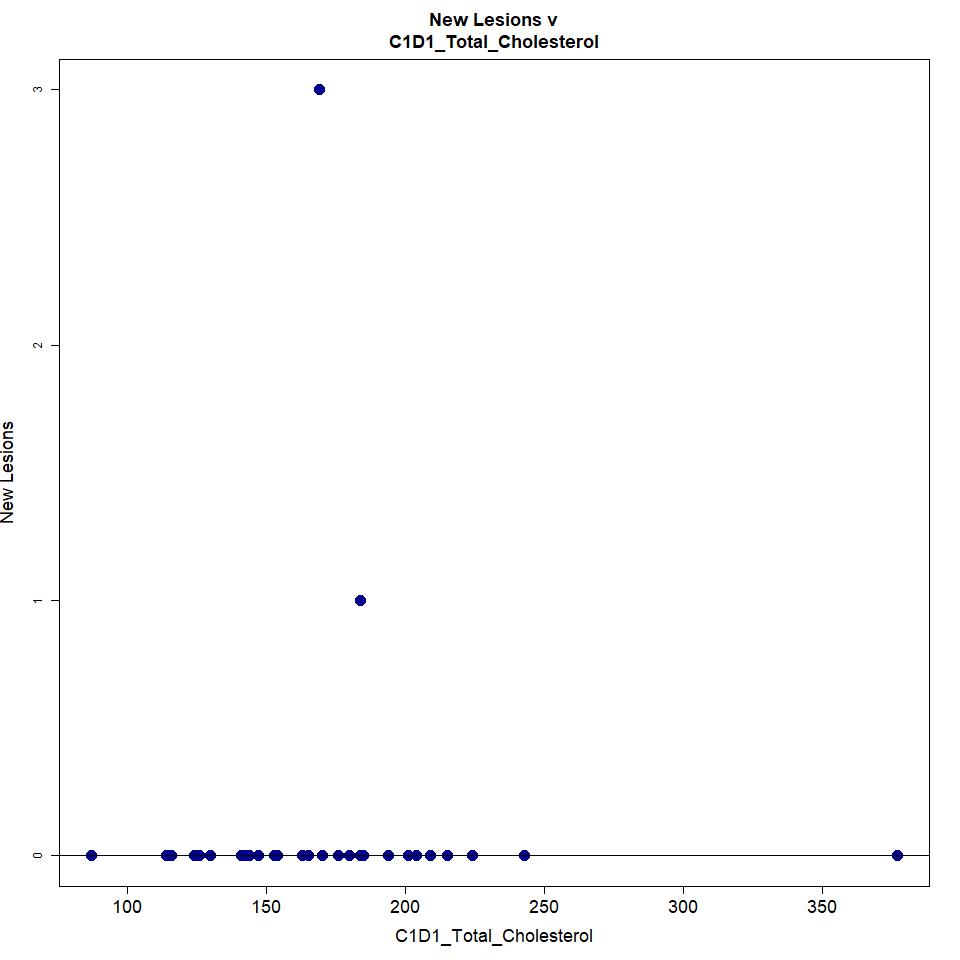 New Lesions v
C1D1_Total_Cholesterol
3
2
1
0
New Lesions
100 150 200 250 300 350
C1D1_Total_Cholesterol